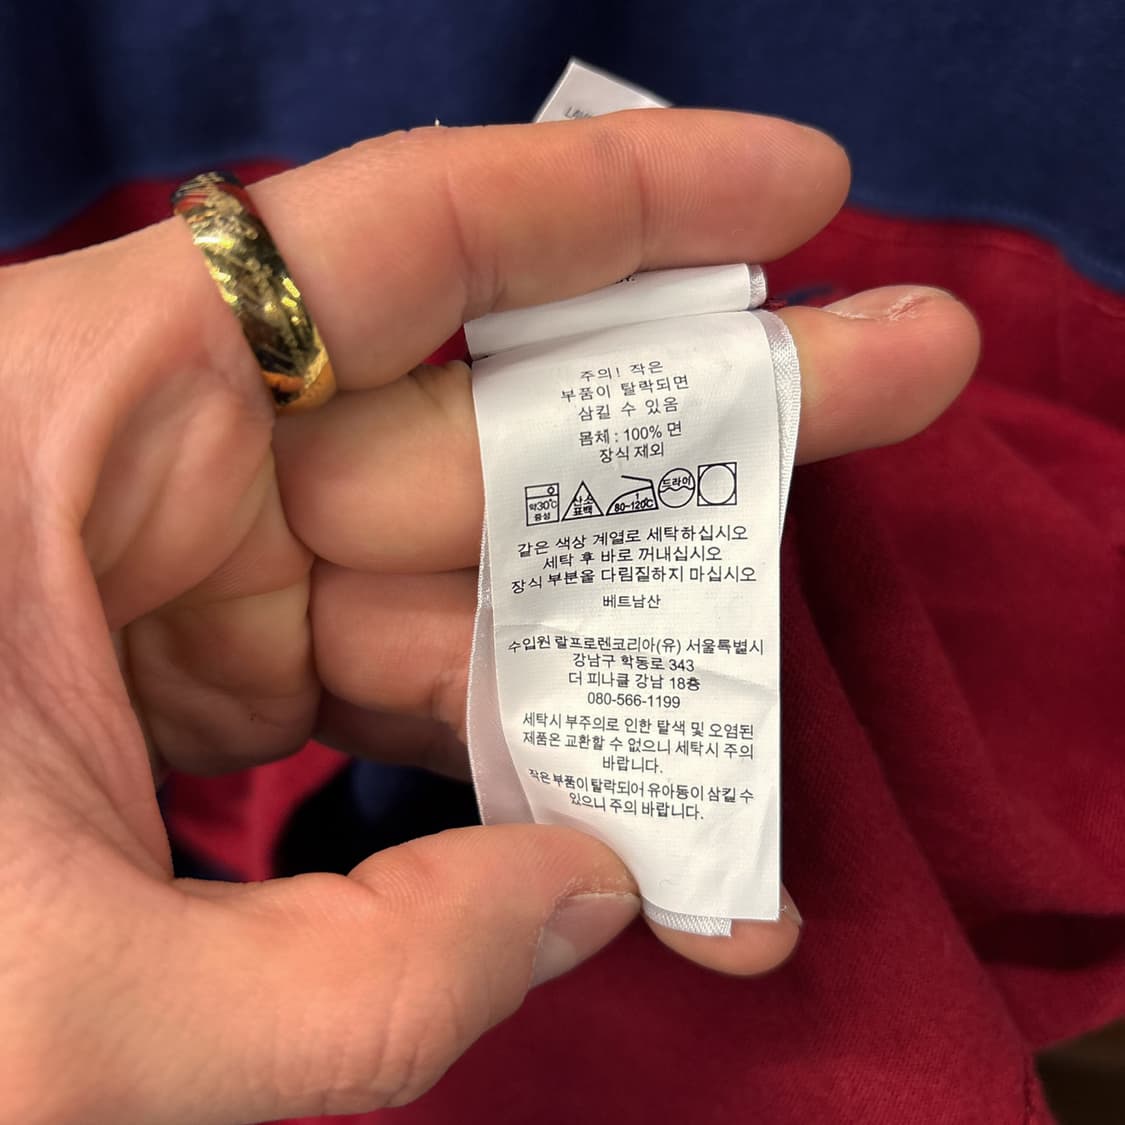 주의! 작은
부품이 탈락되면
삼킬 수 있음
몸체 : 100% 면
장식 제외
약30℃
중성
산소
표백
80-120℃
드라이
같은 색상 계열로 세탁하십시오
세탁 후 바로 꺼내십시오
장식 부분을 다림질하지 마십시오
베트남산
수입원 랄프로렌코리아(유) 서울특별시
강남구 학동로 343
더 피나클 강남 18층
080-566-1199
세탁시 부주의로 인한 탈색 및 오염된
제품은 교환할 수 없으니 세탁시 주의
바랍니다.
작은 부품이 탈락되어 유아동이 삼킬 수
있으니 주의 바랍니다.